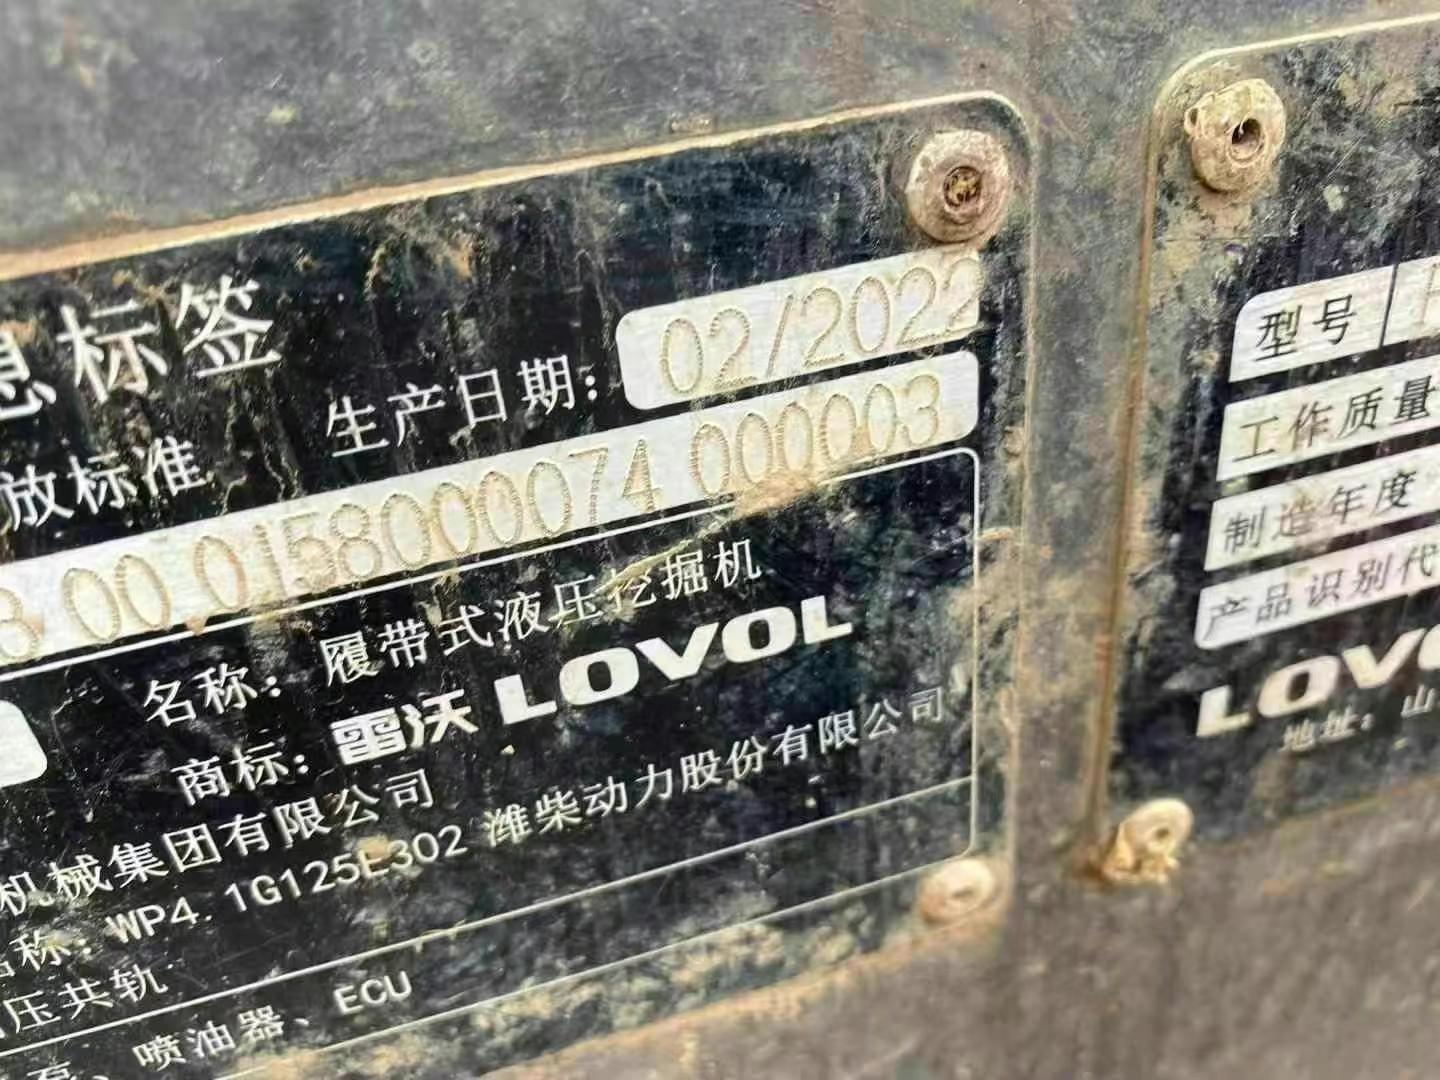 息标签
放标准
生产日期: 02/2022
3 00 0158000074 000003
名称: 履带式液压挖掘机
商标: 雷沃 LOVOL
机械集团有限公司
称: WP4.1G125E302 潍柴动力股份有限公司
压共轨
泵、喷油器、ECU
型号
工作质量
制造年度
产品识别代
LOVO
地址: 山